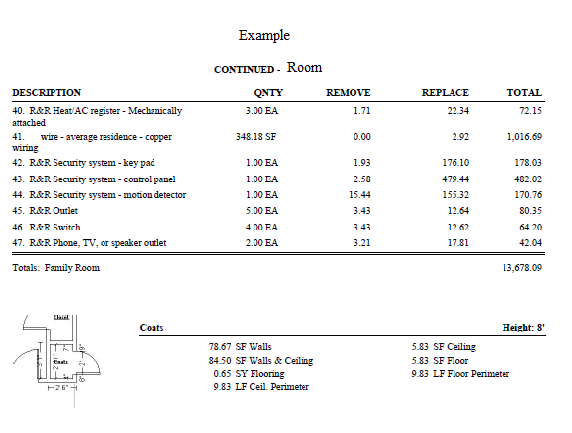 Example
CONTINUED - Room
DESCRIPTION QNTY REMOVE REPLACE TOTAL
40. R&R Heat/AC register - Mechanically 3.00 EA 1.71 22.34 72.15
attached
41. wire - average residence - copper 348.18 SF 0.00 2.92 1,016.69
wiring
42. R&R Security system - key pad 1.00 EA 1.93 176.10 178.03
43. R&R Security system - control panel 1.00 EA 2.58 479.44 482.02
44. R&R Security system - motion detector 1.00 EA 15.44 155.32 170.76
45. R&R Outlet 5.00 EA 3.43 12.64 80.35
46. R&R Switch 4.00 EA 3.43 12.62 64.20
47. R&R Phone, TV, or speaker outlet 2.00 EA 3.21 17.81 42.04
Totals: Family Room 13,678.09
Closet
Coats
2'6"
Coats Height: 8'
78.67 SF Walls 5.83 SF Ceiling
84.50 SF Walls & Ceiling 5.83 SF Floor
0.65 SY Flooring 9.83 LF Floor Perimeter
9.83 LF Ceil. Perimeter